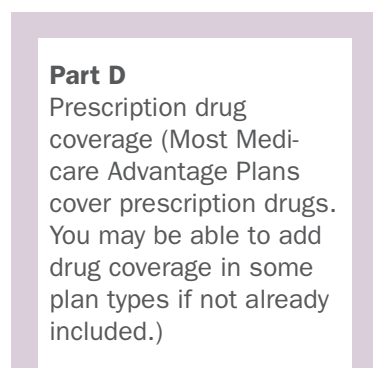 Part D
Prescription drug
coverage (Most Medi-
care Advantage Plans
cover prescription drugs.
You may be able to add
drug coverage in some
plan types if not already
included.)